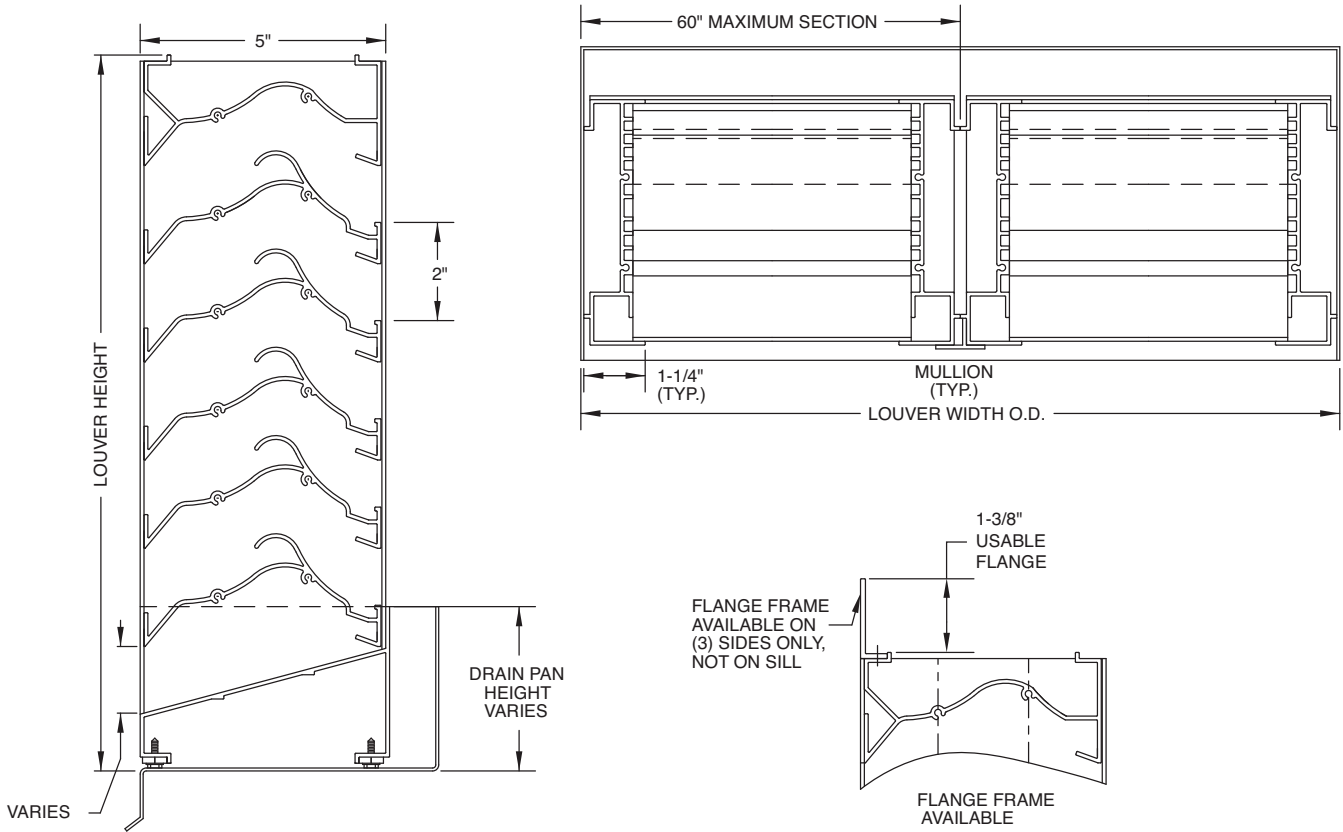 5"
LOUVER HEIGHT
2"
DRAIN PAN
HEIGHT
VARIES
VARIES
60" MAXIMUM SECTION
1-1/4"
(TYP.)
MULLION
(TYP.)
LOUVER WIDTH O.D.
1-3/8"
USABLE
FLANGE
FLANGE FRAME
AVAILABLE ON
(3) SIDES ONLY,
NOT ON SILL
FLANGE FRAME
AVAILABLE